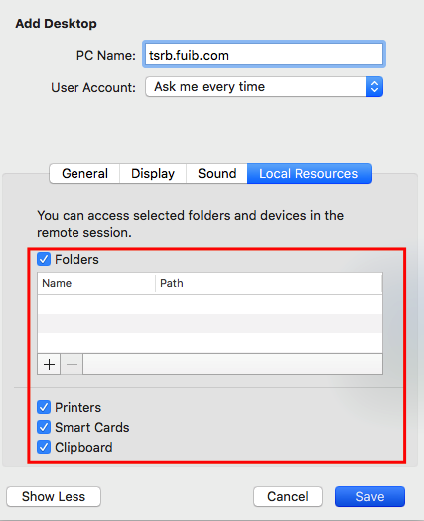 Add Desktop
PC Name: tsrb.fuib.com
User Account: Ask me every time
General Display Sound Local Resources
You can access selected folders and devices in the
remote session.
Folders
Name Path
+ −
Printers
Smart Cards
Clipboard
Show Less Cancel Save